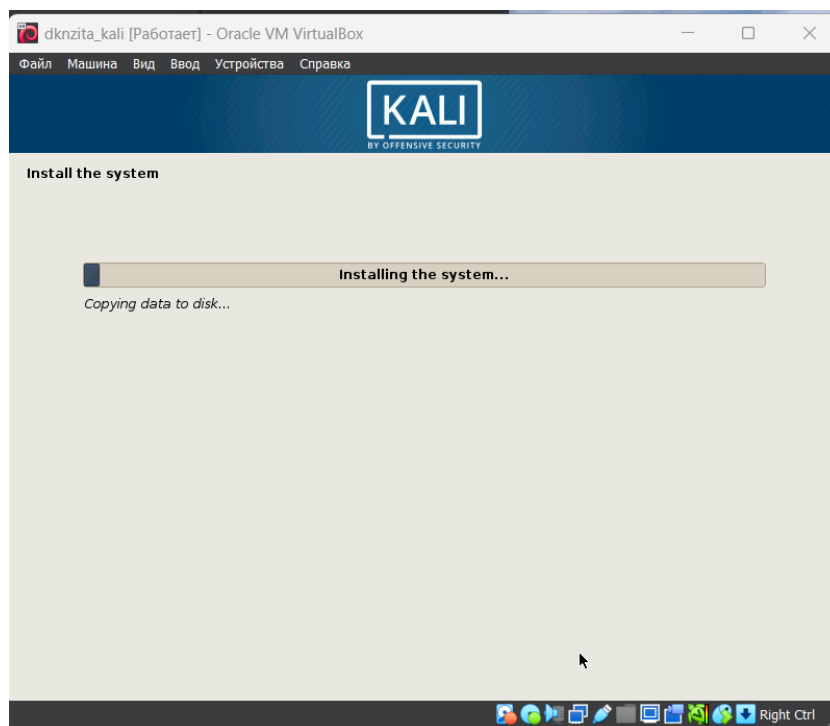 dknzita_kali [Работает] - Oracle VM VirtualBox
Файл Машина Вид Ввод Устройства Справка
KALI
BY OFFENSIVE SECURITY
Install the system
Installing the system...
Copying data to disk...
Right Ctrl